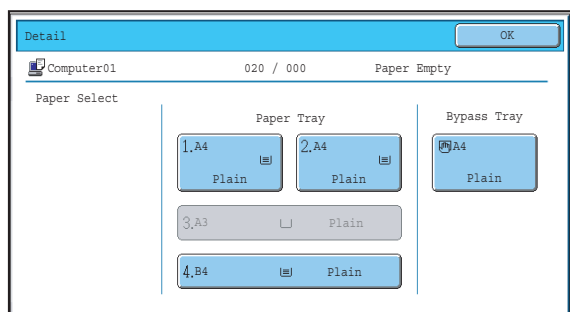 Detail
OK
Computer01 020 / 000 Paper Empty
Paper Select
Paper Tray
Bypass Tray
1.A4
Plain
2.A4
Plain
A4
Plain
3.A3 Plain
4.B4 Plain